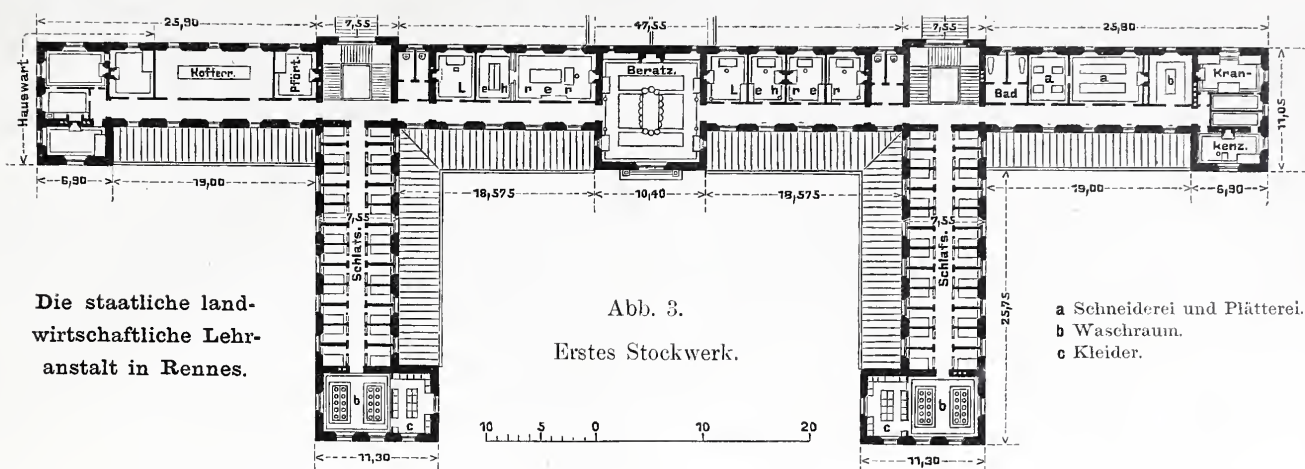 25,90 7,55 47,55 7,55 25,90
Hauswart
Kofferr.
Pfört.
L e h r e r
Beratz.
L e h r e r
Bad
a
a
b
Kran-
kenz.
11,05
6,90 19,00 18,575 10,40 18,575 19,00 6,90
7,55
Schlafs.
7,55
Schlafs.
25,75
Die staatliche land-
wirtschaftliche Lehr-
anstalt in Rennes.
Abb. 3.
Erstes Stockwerk.
a Schneiderei und Plätterei.
b Waschraum.
c Kleider.
b
c
c
b
10 5 0 10 20
11,30
11,30